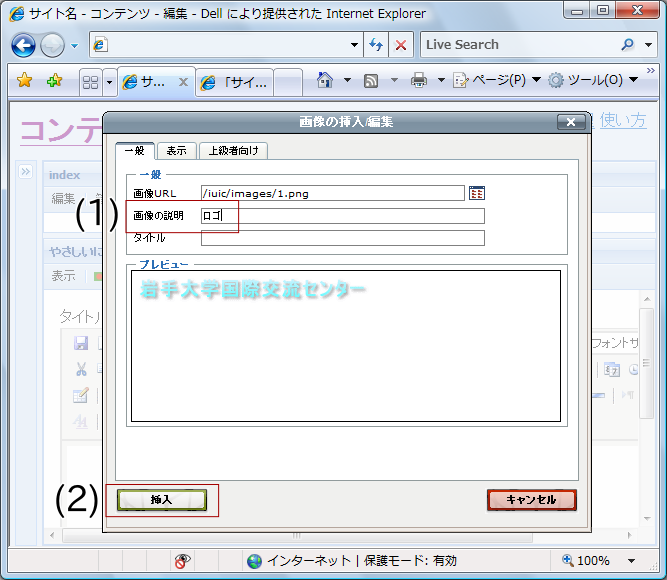 サイト名 - コンテンツ - 編集 - Dell により提供された Internet Explorer
Live Search
サ...
「サイ...
ページ(P)
ツール(O)
コンテ
使い方
画像の挿入/編集
一般
表示
上級者向け
index
編集
一般
画像URL
/iuic/images/1.png
(1)
画像の説明
ロゴ
タイトル
やさしいに
プレビュー
表示
岩手大学国際交流センター
タイトル
フォントサ
(2)
挿入
キャンセル
インターネット | 保護モード: 有効
100%